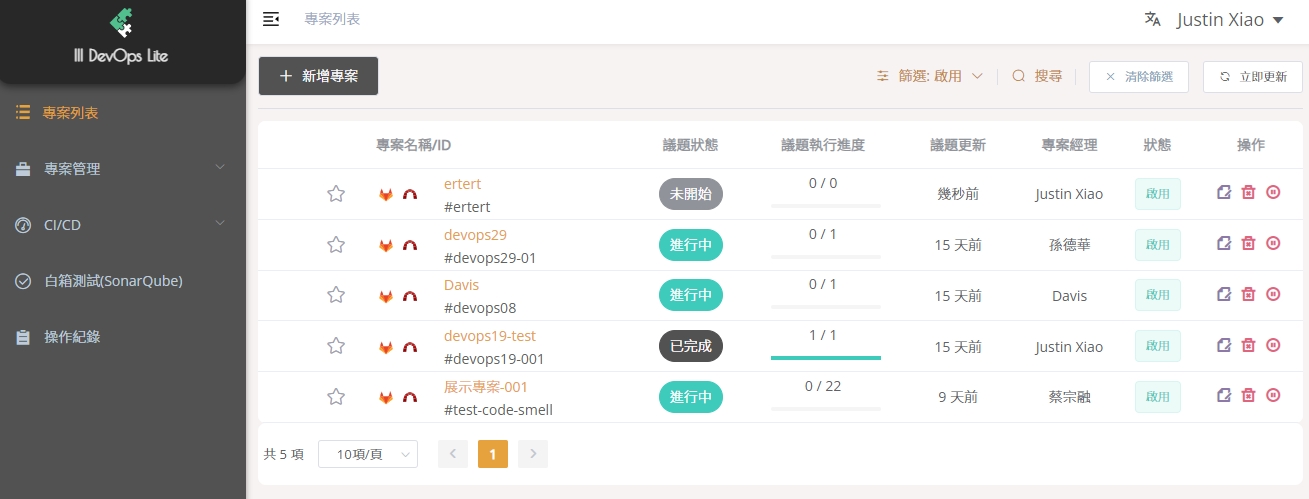 III DevOps Lite
專案列表
專案管理
CI/CD
白箱測試(SonarQube)
操作紀錄
專案列表
Justin Xiao
新增專案
篩選: 啟用
搜尋
清除篩選
立即更新
專案名稱/ID 議題狀態 議題執行進度 議題更新 專案經理 狀態 操作
ertert
#ertert
未開始 0 / 0 幾秒前 Justin Xiao 啟用
devops29
#devops29-01
進行中 0 / 1 15 天前 孫德華 啟用
Davis
#devops08
進行中 0 / 1 15 天前 Davis 啟用
devops19-test
#devops19-001
已完成 1 / 1 15 天前 Justin Xiao 啟用
展示專案-001
#test-code-smell
進行中 0 / 22 9 天前 蔡宗融 啟用
共 5 項 10項/頁 1